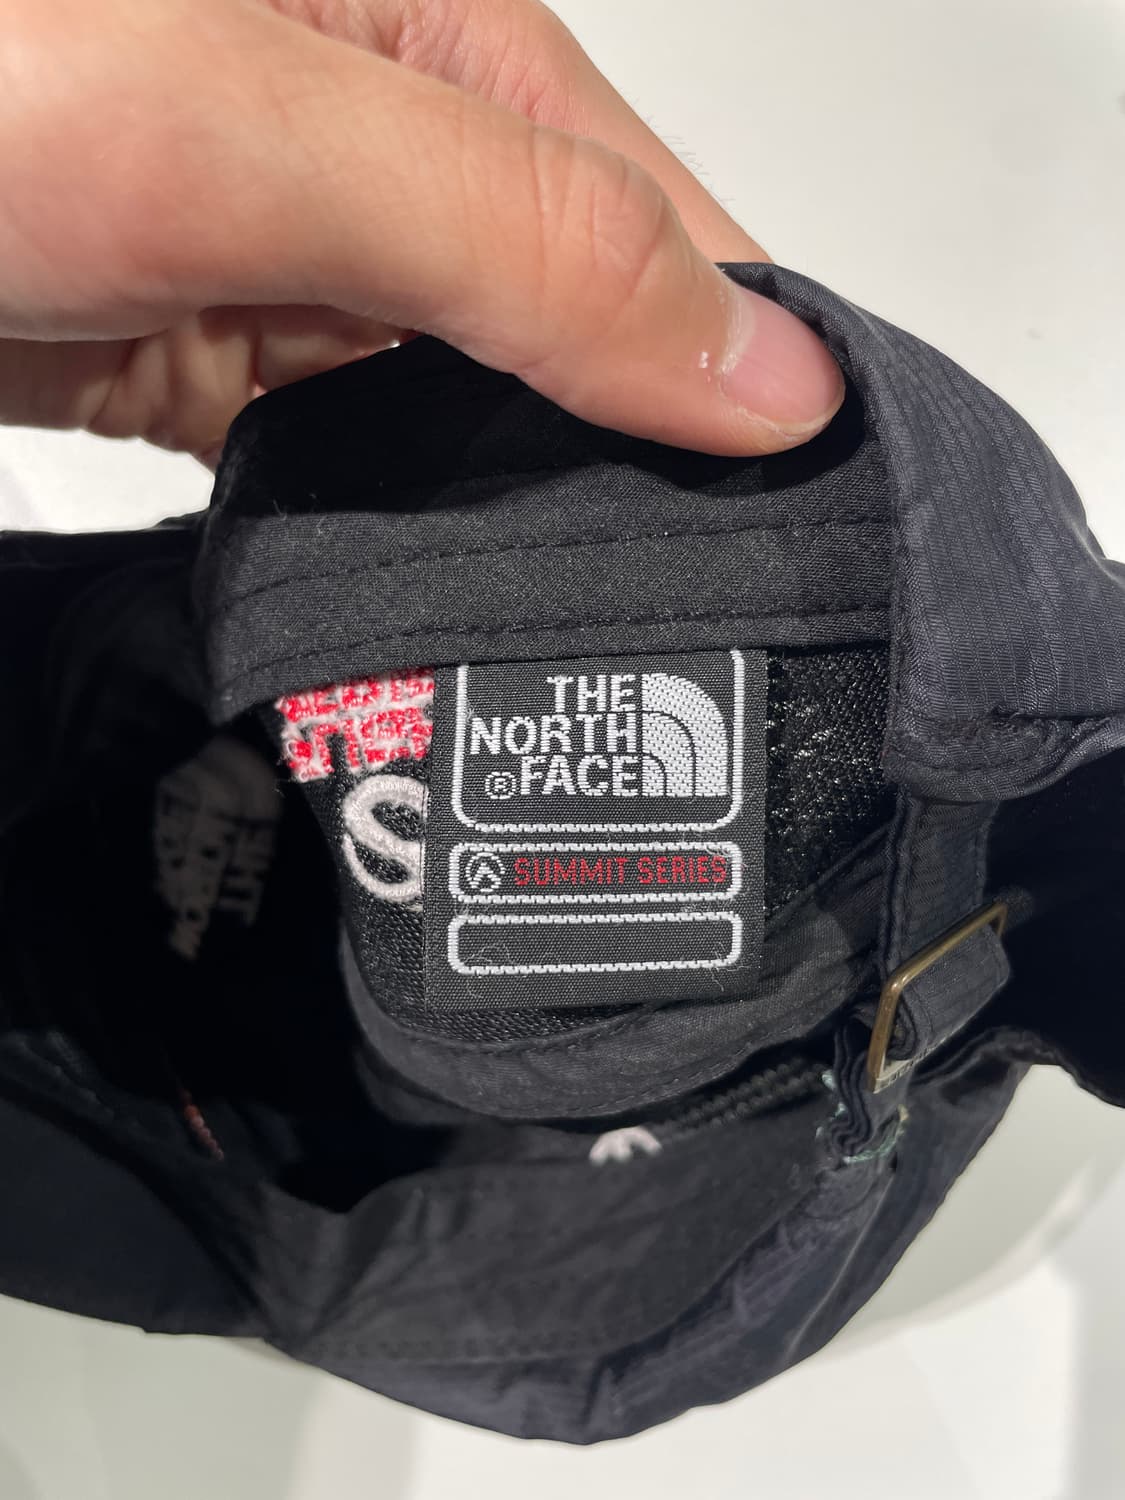 THE
NORTH
® FACE
SUMMIT SERIES
S